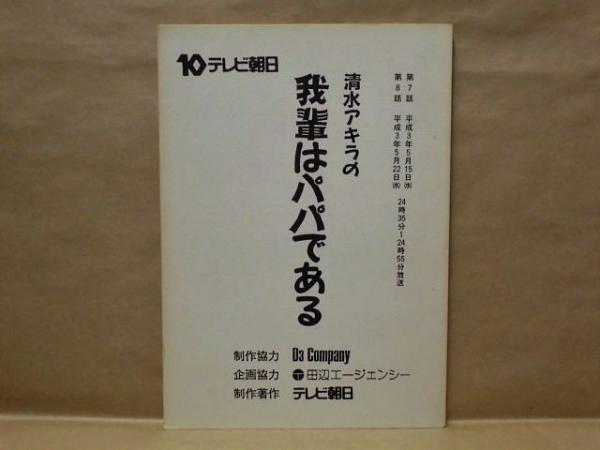 10 テレビ朝日
第7話 平成3年5月15日(水)
第8話 平成3年5月22日(水)
24時35分〜24時55分放送
清水アキラの
我輩はパパである
制作協力 Da Company
企画協力 田辺エージェンシー
制作著作 テレビ朝日